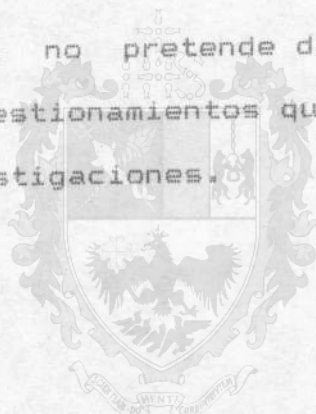 no pretende d
estionamientos qu
stigaciones.